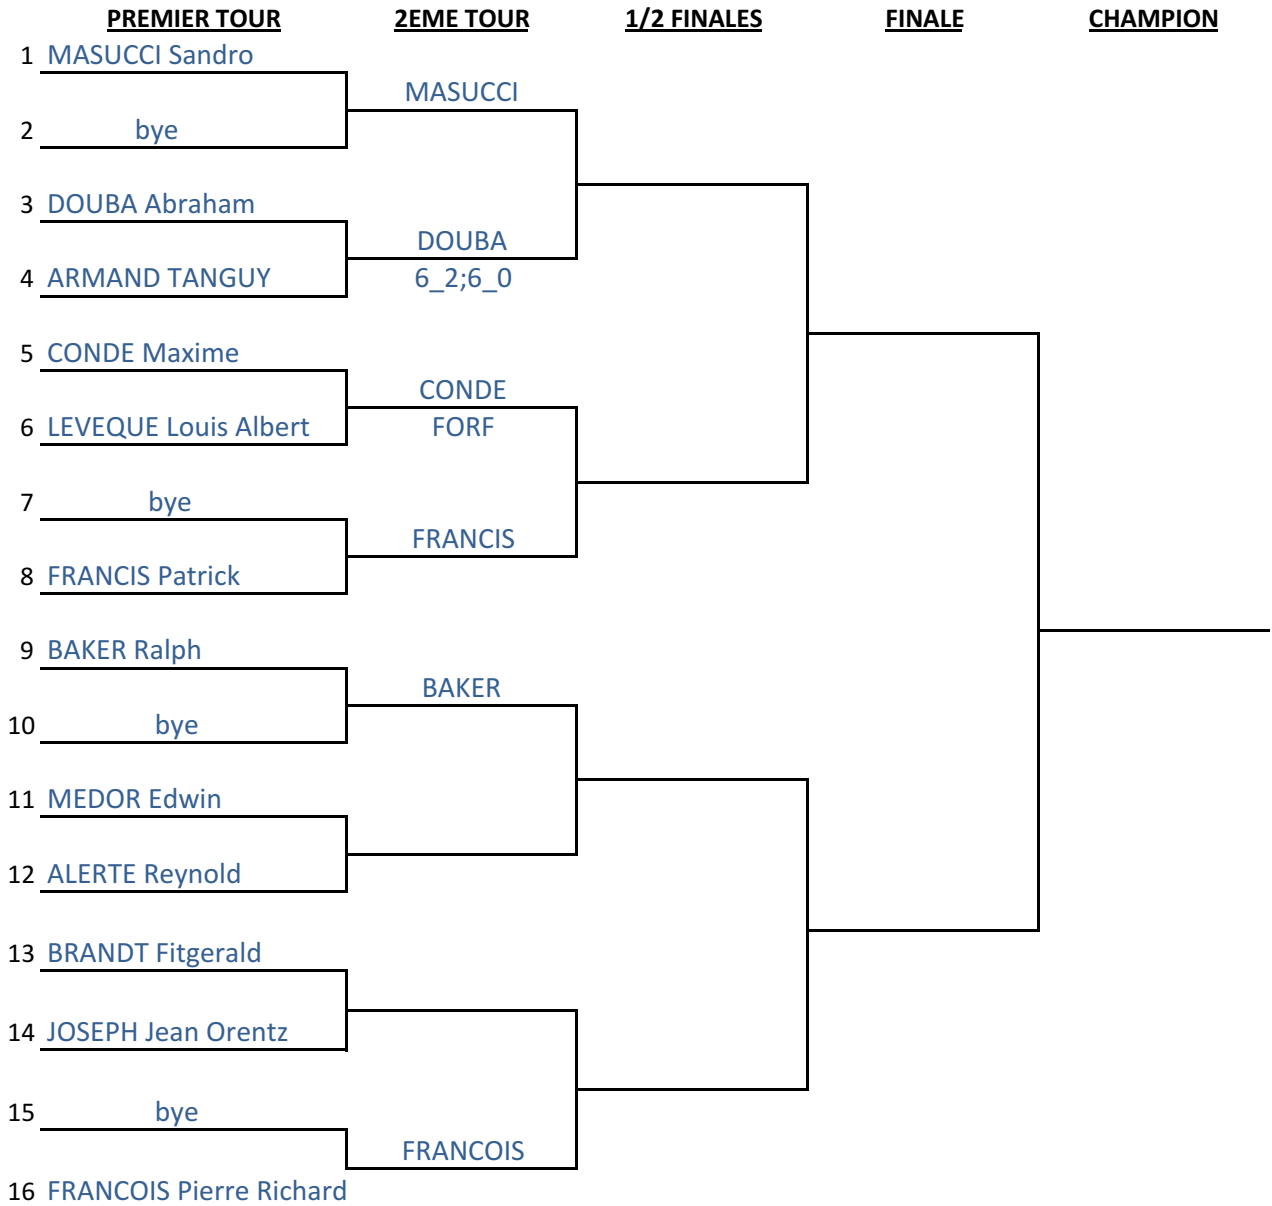 PREMIER TOUR 2EME TOUR 1/2 FINALES FINALE CHAMPION
1 MASUCCI Sandro
MASUCCI
2 bye
3 DOUBA Abraham
DOUBA
4 ARMAND TANGUY 6_2;6_0
5 CONDE Maxime
CONDE
6 LEVEQUE Louis Albert FORF
7 bye
FRANCIS
8 FRANCIS Patrick
9 BAKER Ralph
BAKER
10 bye
11 MEDOR Edwin
12 ALERTE Reynold
13 BRANDT Fitgerald
14 JOSEPH Jean Orentz
15 bye
FRANCOIS
16 FRANCOIS Pierre Richard